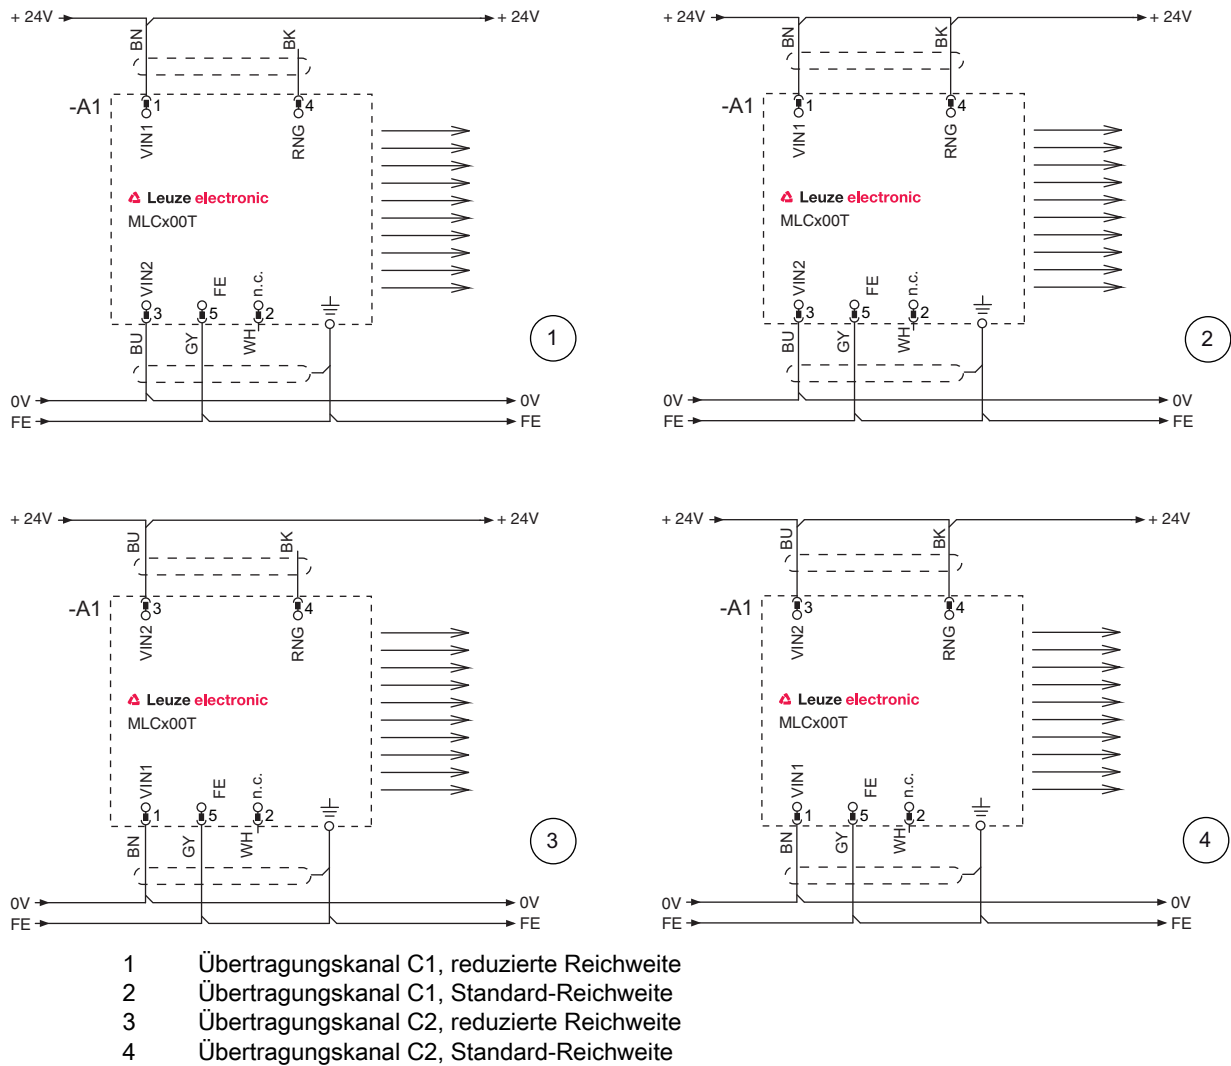 + 24V
+ 24V
BN
BK
-A1
1
4
VIN1
RNG
Leuze electronic
MLCx00T
VIN2
FE
n.c.
3
5
2
BU
GY
WH
1
0V
0V
FE
FE
+ 24V
+ 24V
BN
BK
-A1
1
4
VIN1
RNG
Leuze electronic
MLCx00T
VIN2
FE
n.c.
3
5
2
BU
GY
WH
2
0V
0V
FE
FE
+ 24V
+ 24V
BU
BK
-A1
3
4
VIN2
RNG
Leuze electronic
MLCx00T
VIN1
FE
n.c.
1
5
2
BN
GY
WH
3
0V
0V
FE
FE
+ 24V
+ 24V
BU
BK
-A1
3
4
VIN2
RNG
Leuze electronic
MLCx00T
VIN1
FE
n.c.
1
5
2
BN
GY
WH
4
0V
0V
FE
FE
1 Übertragungskanal C1, reduzierte Reichweite
2 Übertragungskanal C1, Standard-Reichweite
3 Übertragungskanal C2, reduzierte Reichweite
4 Übertragungskanal C2, Standard-Reichweite